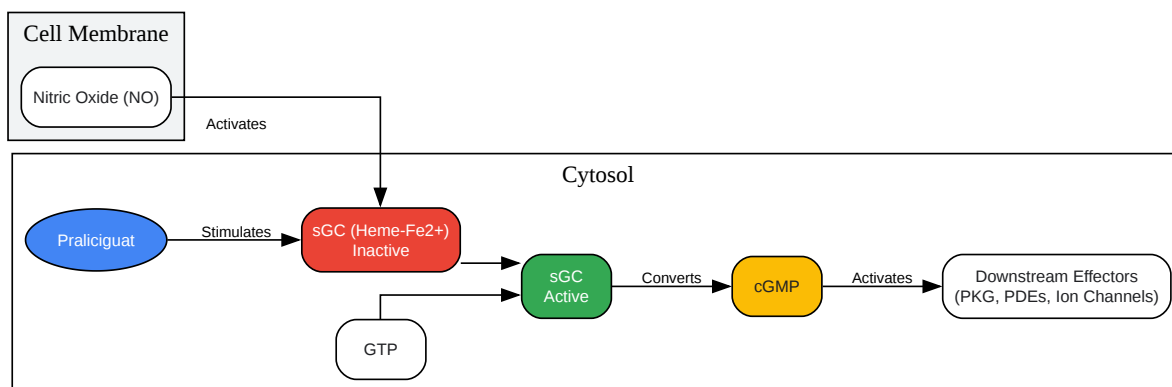 Cell Membrane
Nitric Oxide (NO)
Activates
Cytosol
Praliciguat
Stimulates
sGC (Heme-Fe2+)
Inactive
sGC
Active
Converts
cGMP
Activates
Downstream Effectors
(PKG, PDEs, Ion Channels)
GTP